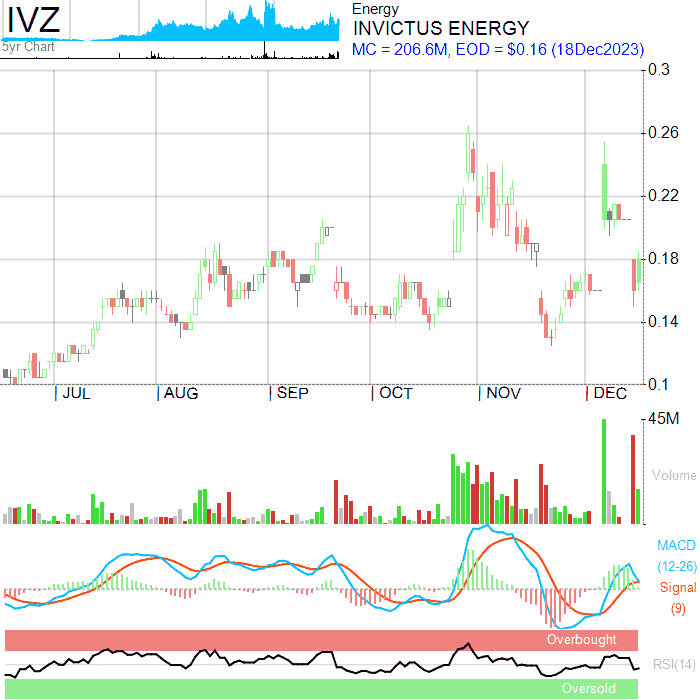 IVZ
5yr Chart
Energy
INVICTUS ENERGY
MC = 206.6M, EOD = $0.16 (18Dec2023)
0.3
0.26
0.22
0.18
0.14
0.1
JUL AUG SEP OCT NOV DEC
45M
Volume
MACD
(12-26)
Signal
(9)
Overbought
RSI(14)
Oversold